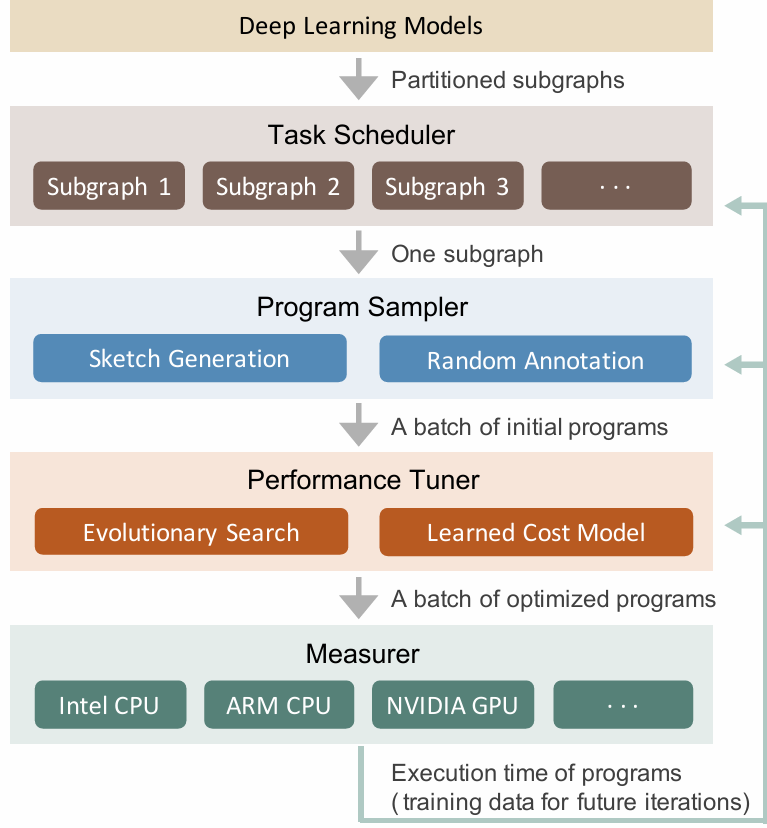 Deep Learning Models
Partitioned subgraphs
Task Scheduler
Subgraph 1 Subgraph 2 Subgraph 3 ...
One subgraph
Program Sampler
Sketch Generation Random Annotation
A batch of initial programs
Performance Tuner
Evolutionary Search Learned Cost Model
A batch of optimized programs
Measurer
Intel CPU ARM CPU NVIDIA GPU ...
Execution time of programs
(training data for future iterations)